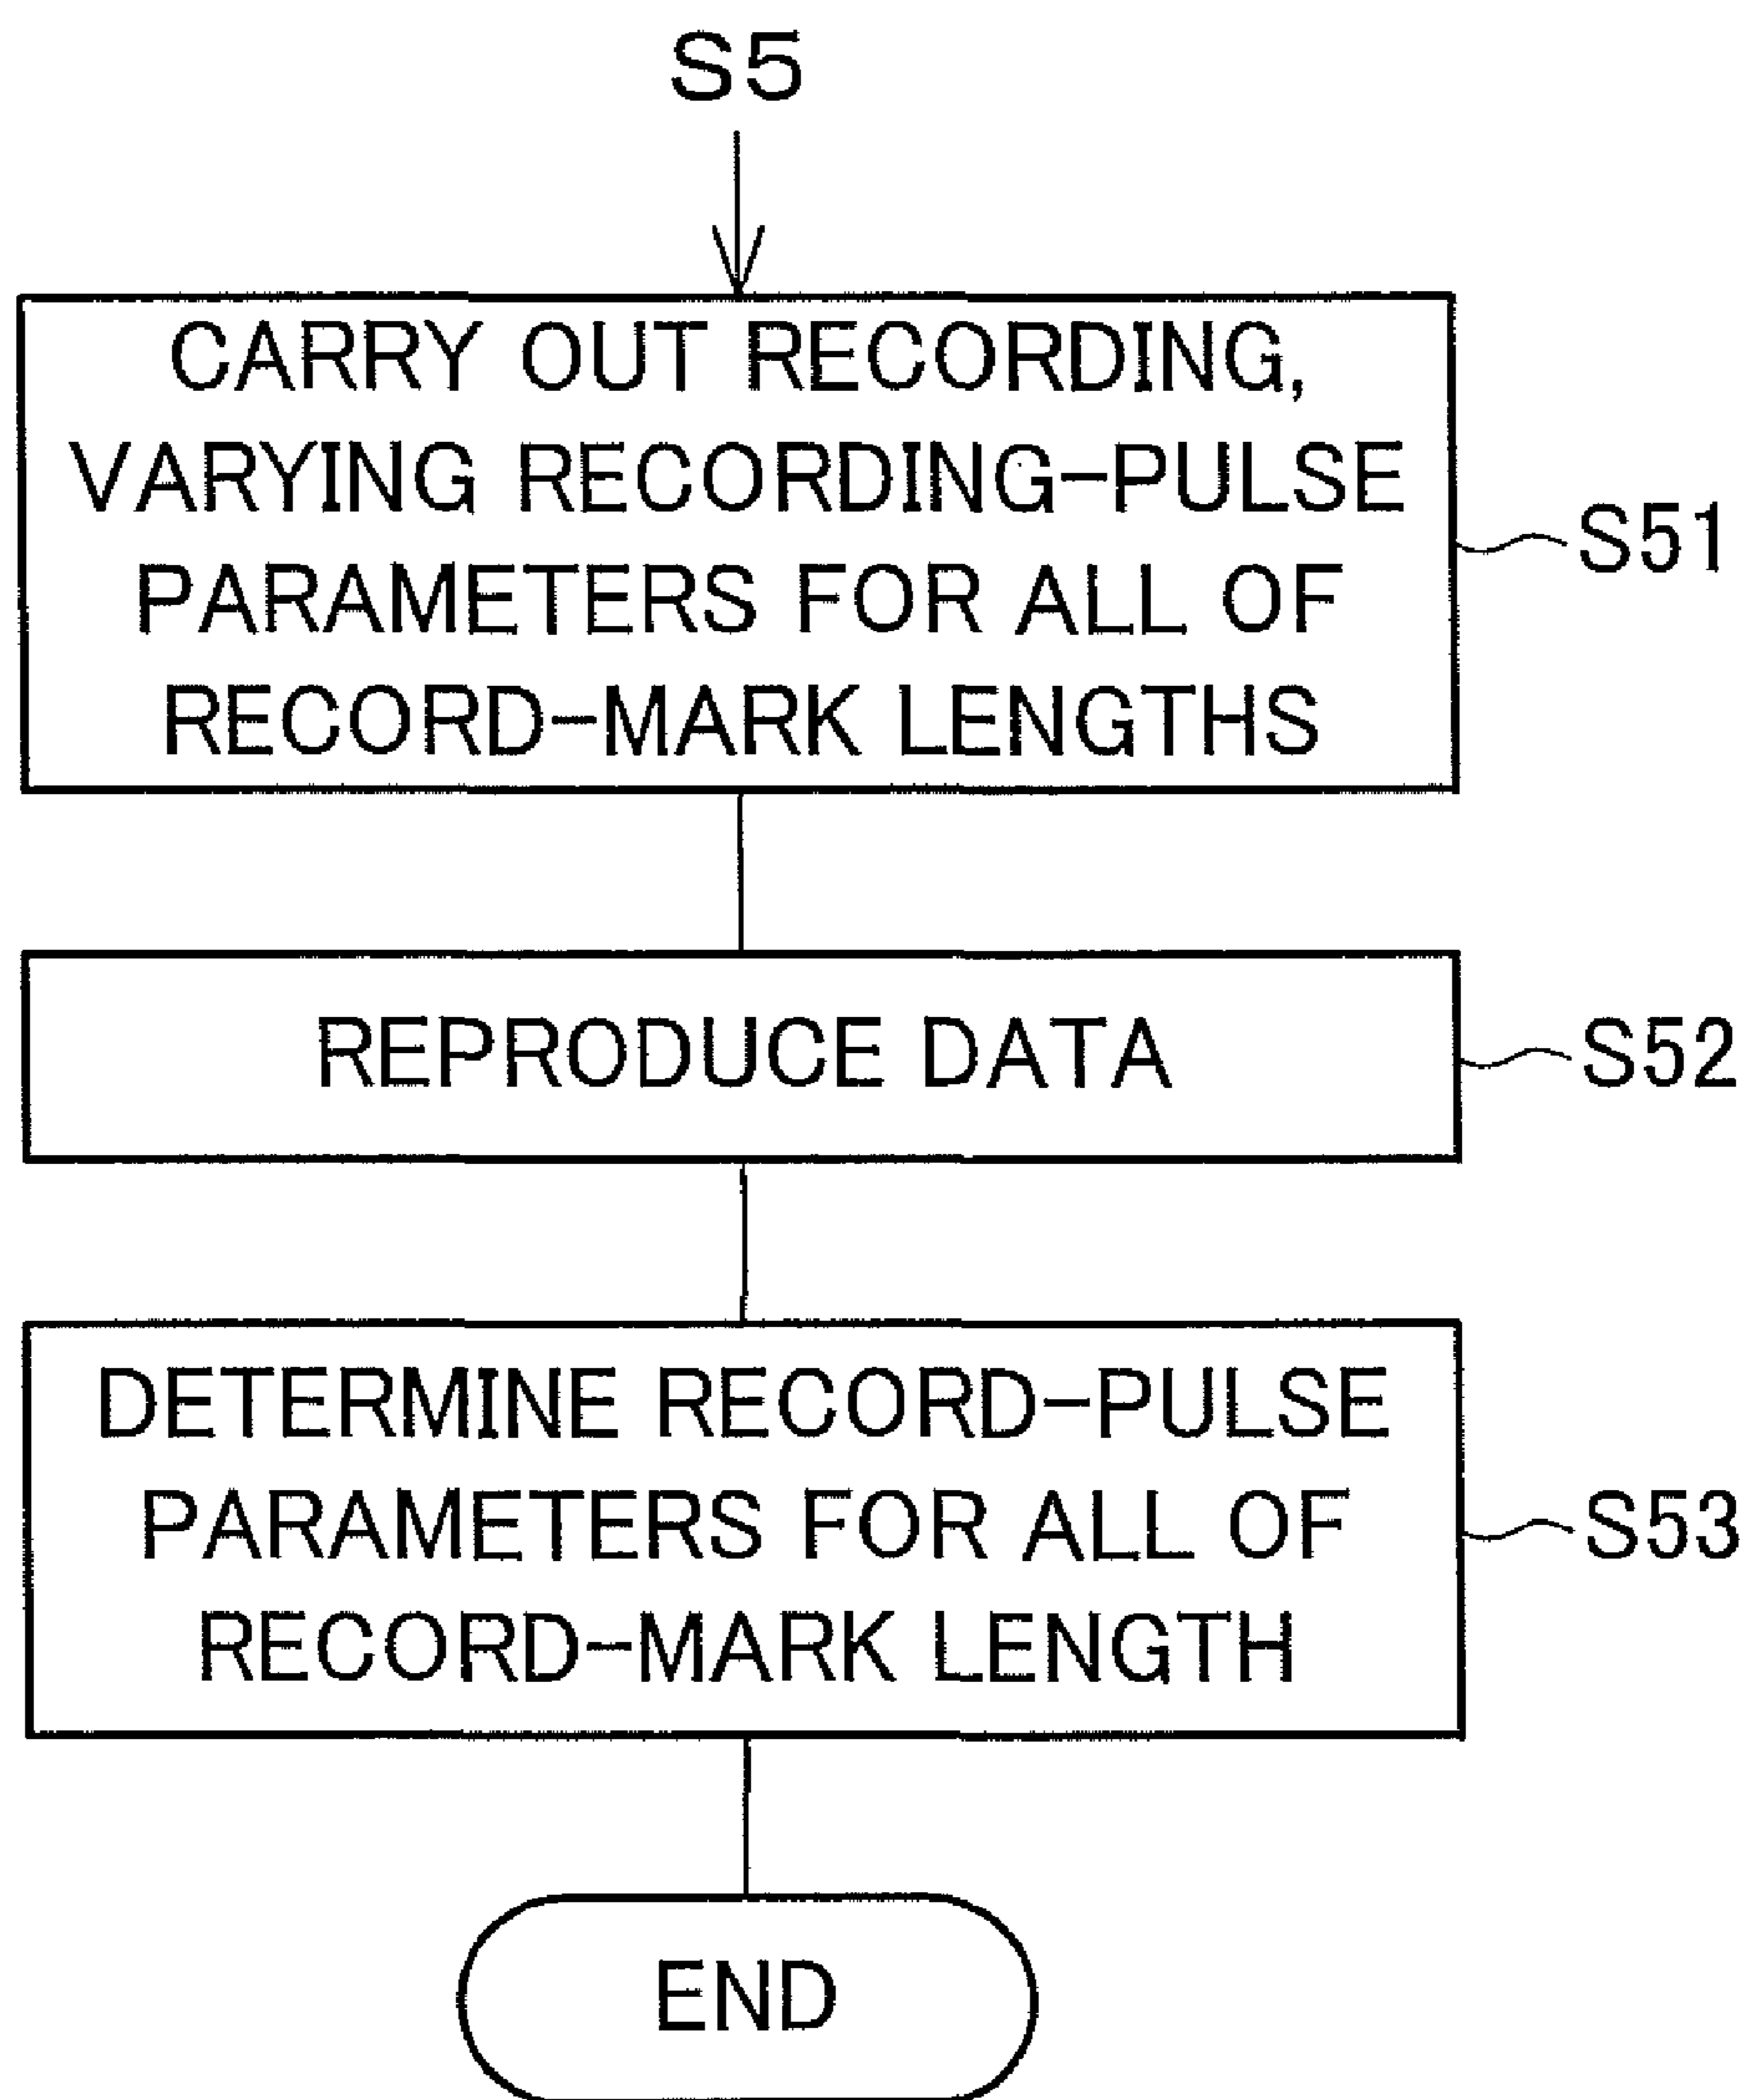 S5
CARRY OUT RECORDING,
VARYING RECORDING-PULSE
PARAMETERS FOR ALL OF
RECORD-MARK LENGTHS
S51
REPRODUCE DATA
S52
DETERMINE RECORD-PULSE
PARAMETERS FOR ALL OF
RECORD-MARK LENGTH
S53
END